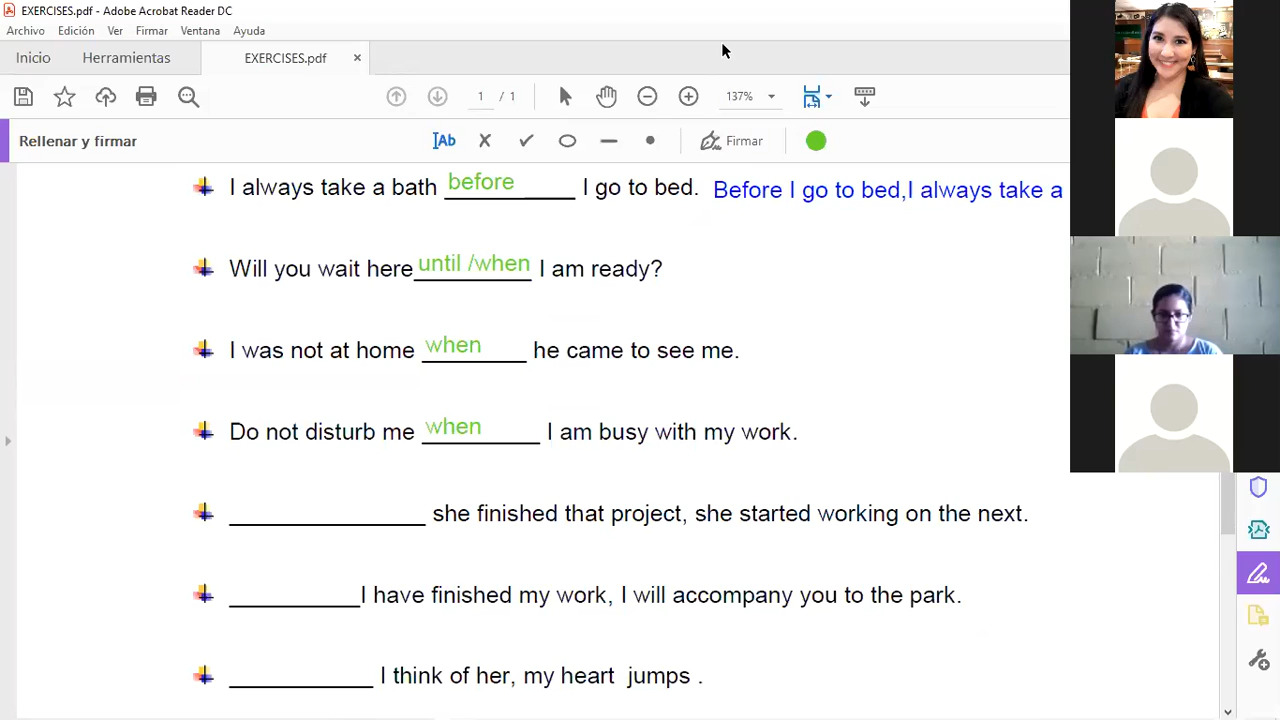 EXERCISES.pdf - Adobe Acrobat Reader DC
Archivo Edición Ver Firmar Ventana Ayuda
Inicio Herramientas EXERCISES.pdf ×
1 / 1 137%
Rellenar y firmar Ab Firmar
I always take a bath before I go to bed. Before I go to bed,I always take a
Will you wait here until /when I am ready?
I was not at home when he came to see me.
Do not disturb me when I am busy with my work.
she finished that project, she started working on the next.
I have finished my work, I will accompany you to the park.
I think of her, my heart jumps .